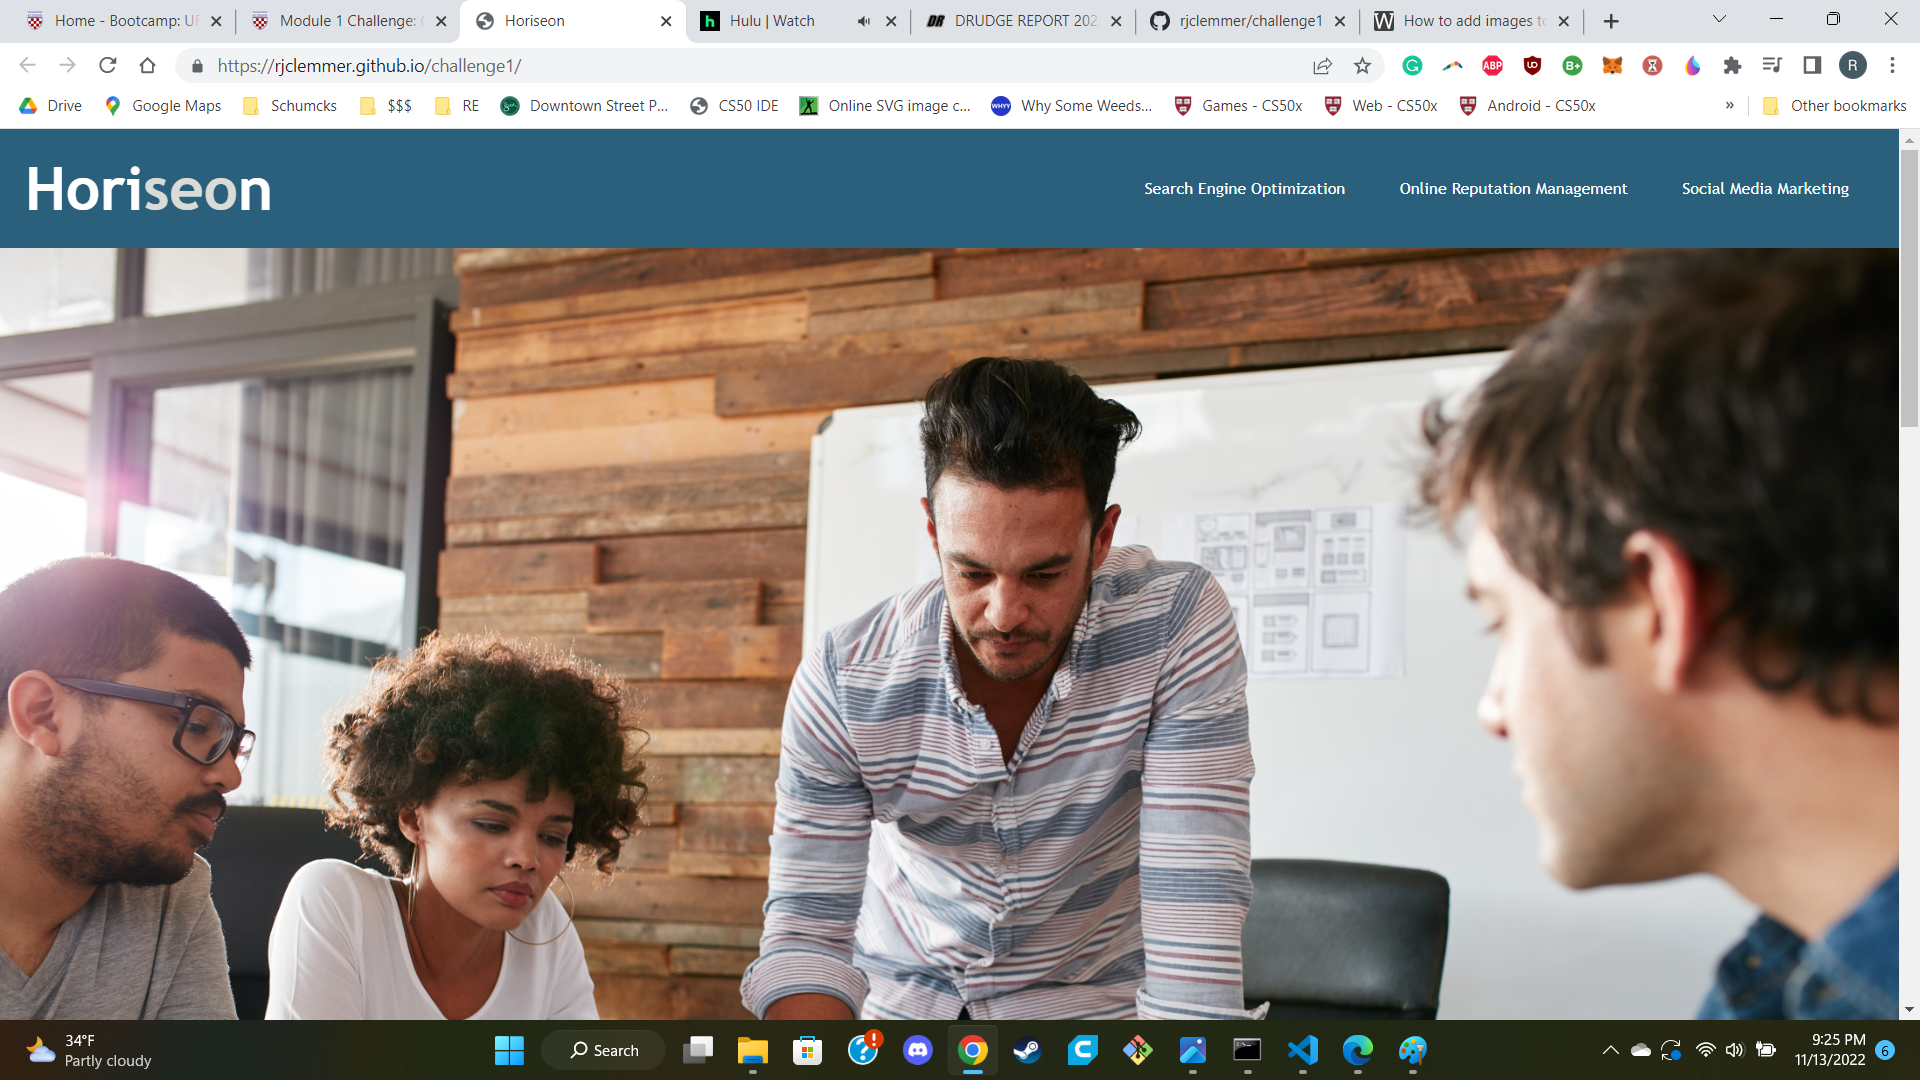 Home - Bootcamp: UR
Module 1 Challenge:
Horiseon
Hulu | Watch
DRUDGE REPORT 202
rjclemmer/challenge1
How to add images to
https://rjclemmer.github.io/challenge1/
R
Drive
Google Maps
Schumcks
$$$
RE
Downtown Street P...
CS50 IDE
Online SVG image c...
Why Some Weeds...
Games - CS50x
Web - CS50x
Android - CS50x
»
Other bookmarks
Horiseon
Search Engine Optimization
Online Reputation Management
Social Media Marketing
34°F
Partly cloudy
Search
9:25 PM
11/13/2022
6